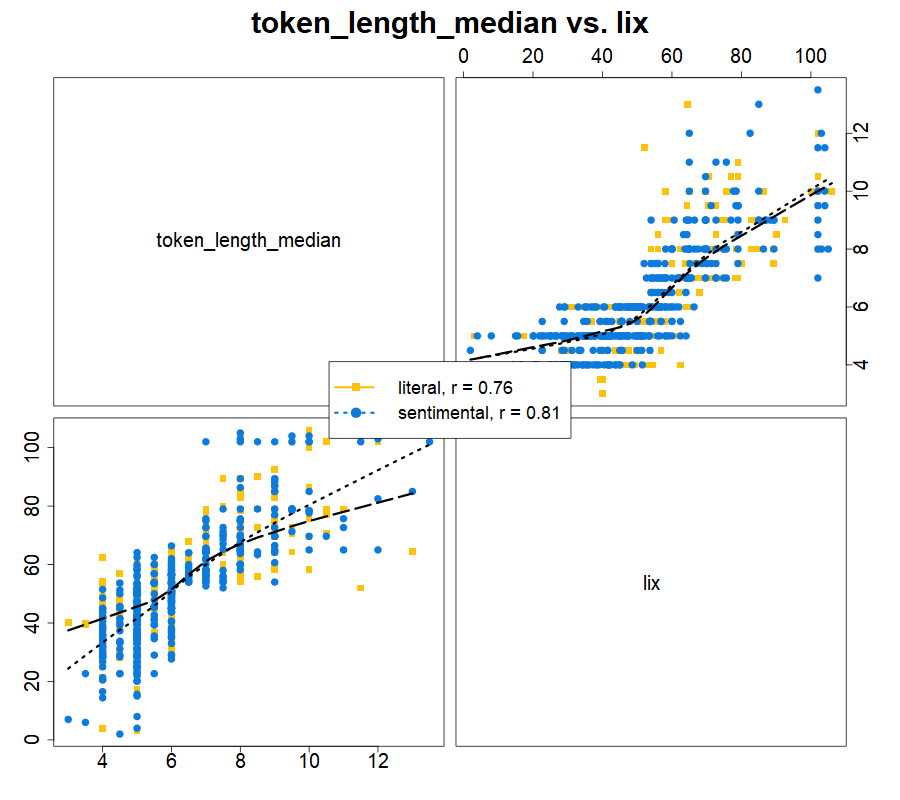 token_length_median vs. lix
0 20 40 60 80 100
token_length_median
4 6 8 10 12
literal, r = 0.76
sentimental, r = 0.81
0 20 40 60 80 100
lix
4 6 8 10 12